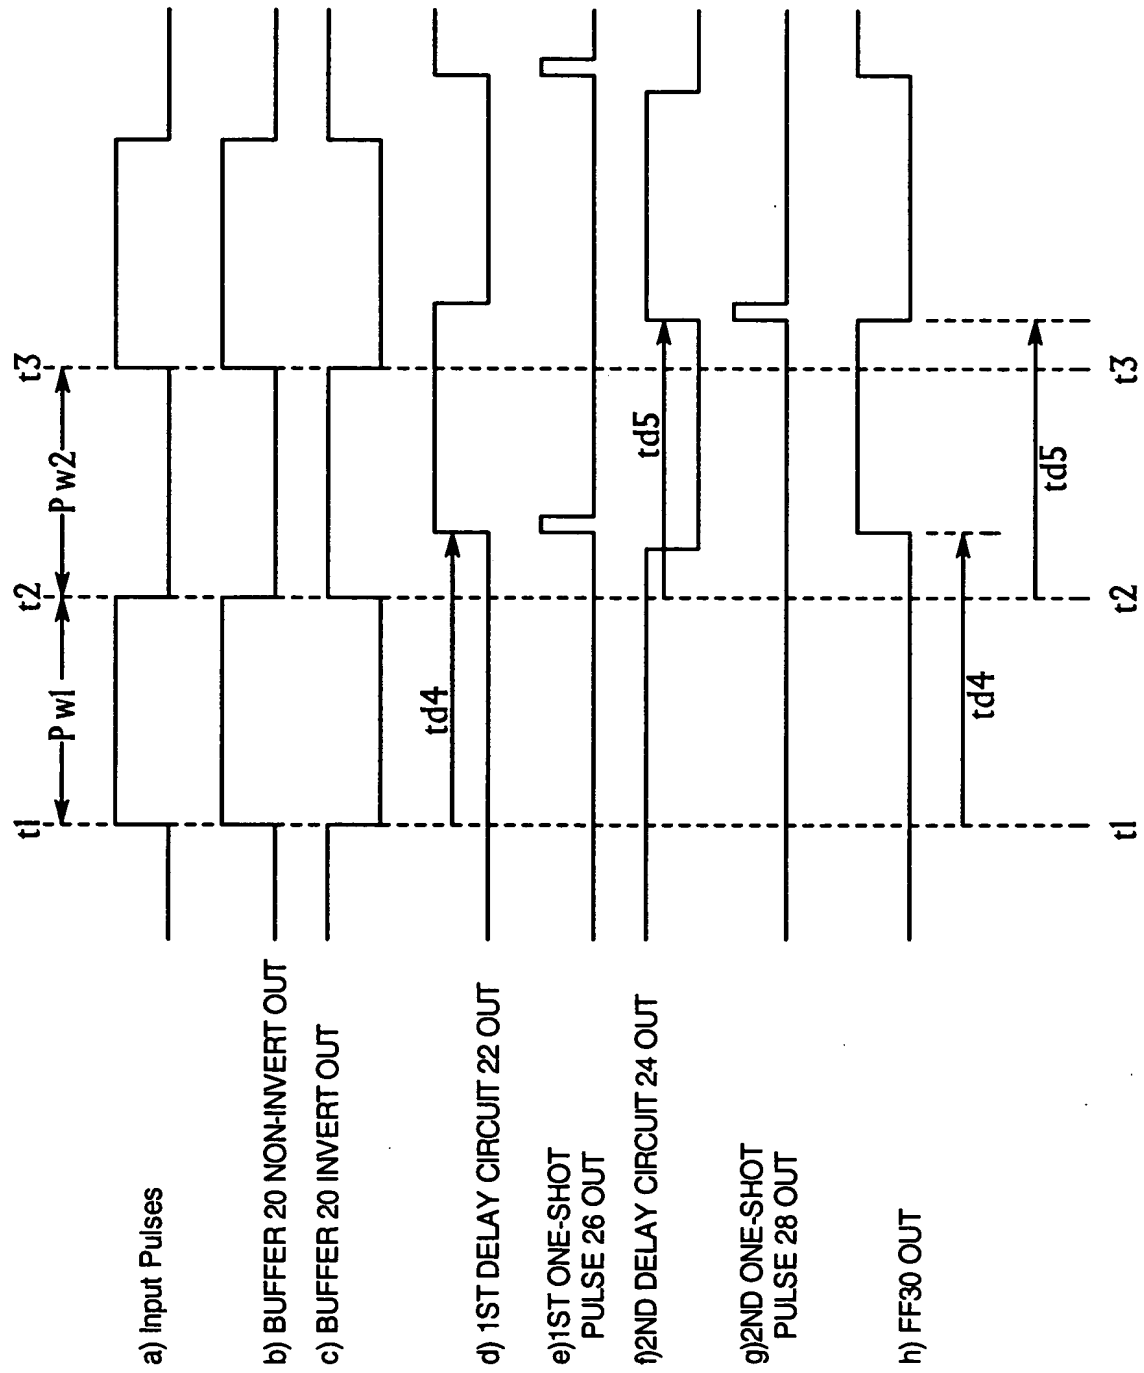 t1
Pw1
t2
Pw2
t3
a) Input Pulses
b) BUFFER 20 NON-INVERT OUT
c) BUFFER 20 INVERT OUT
td4
d) 1ST DELAY CIRCUIT 22 OUT
e)1ST ONE-SHOT
PULSE 26 OUT
td5
f)2ND DELAY CIRCUIT 24 OUT
g)2ND ONE-SHOT
PULSE 28 OUT
h) FF30 OUT
td4
td5
t1
t2
t3